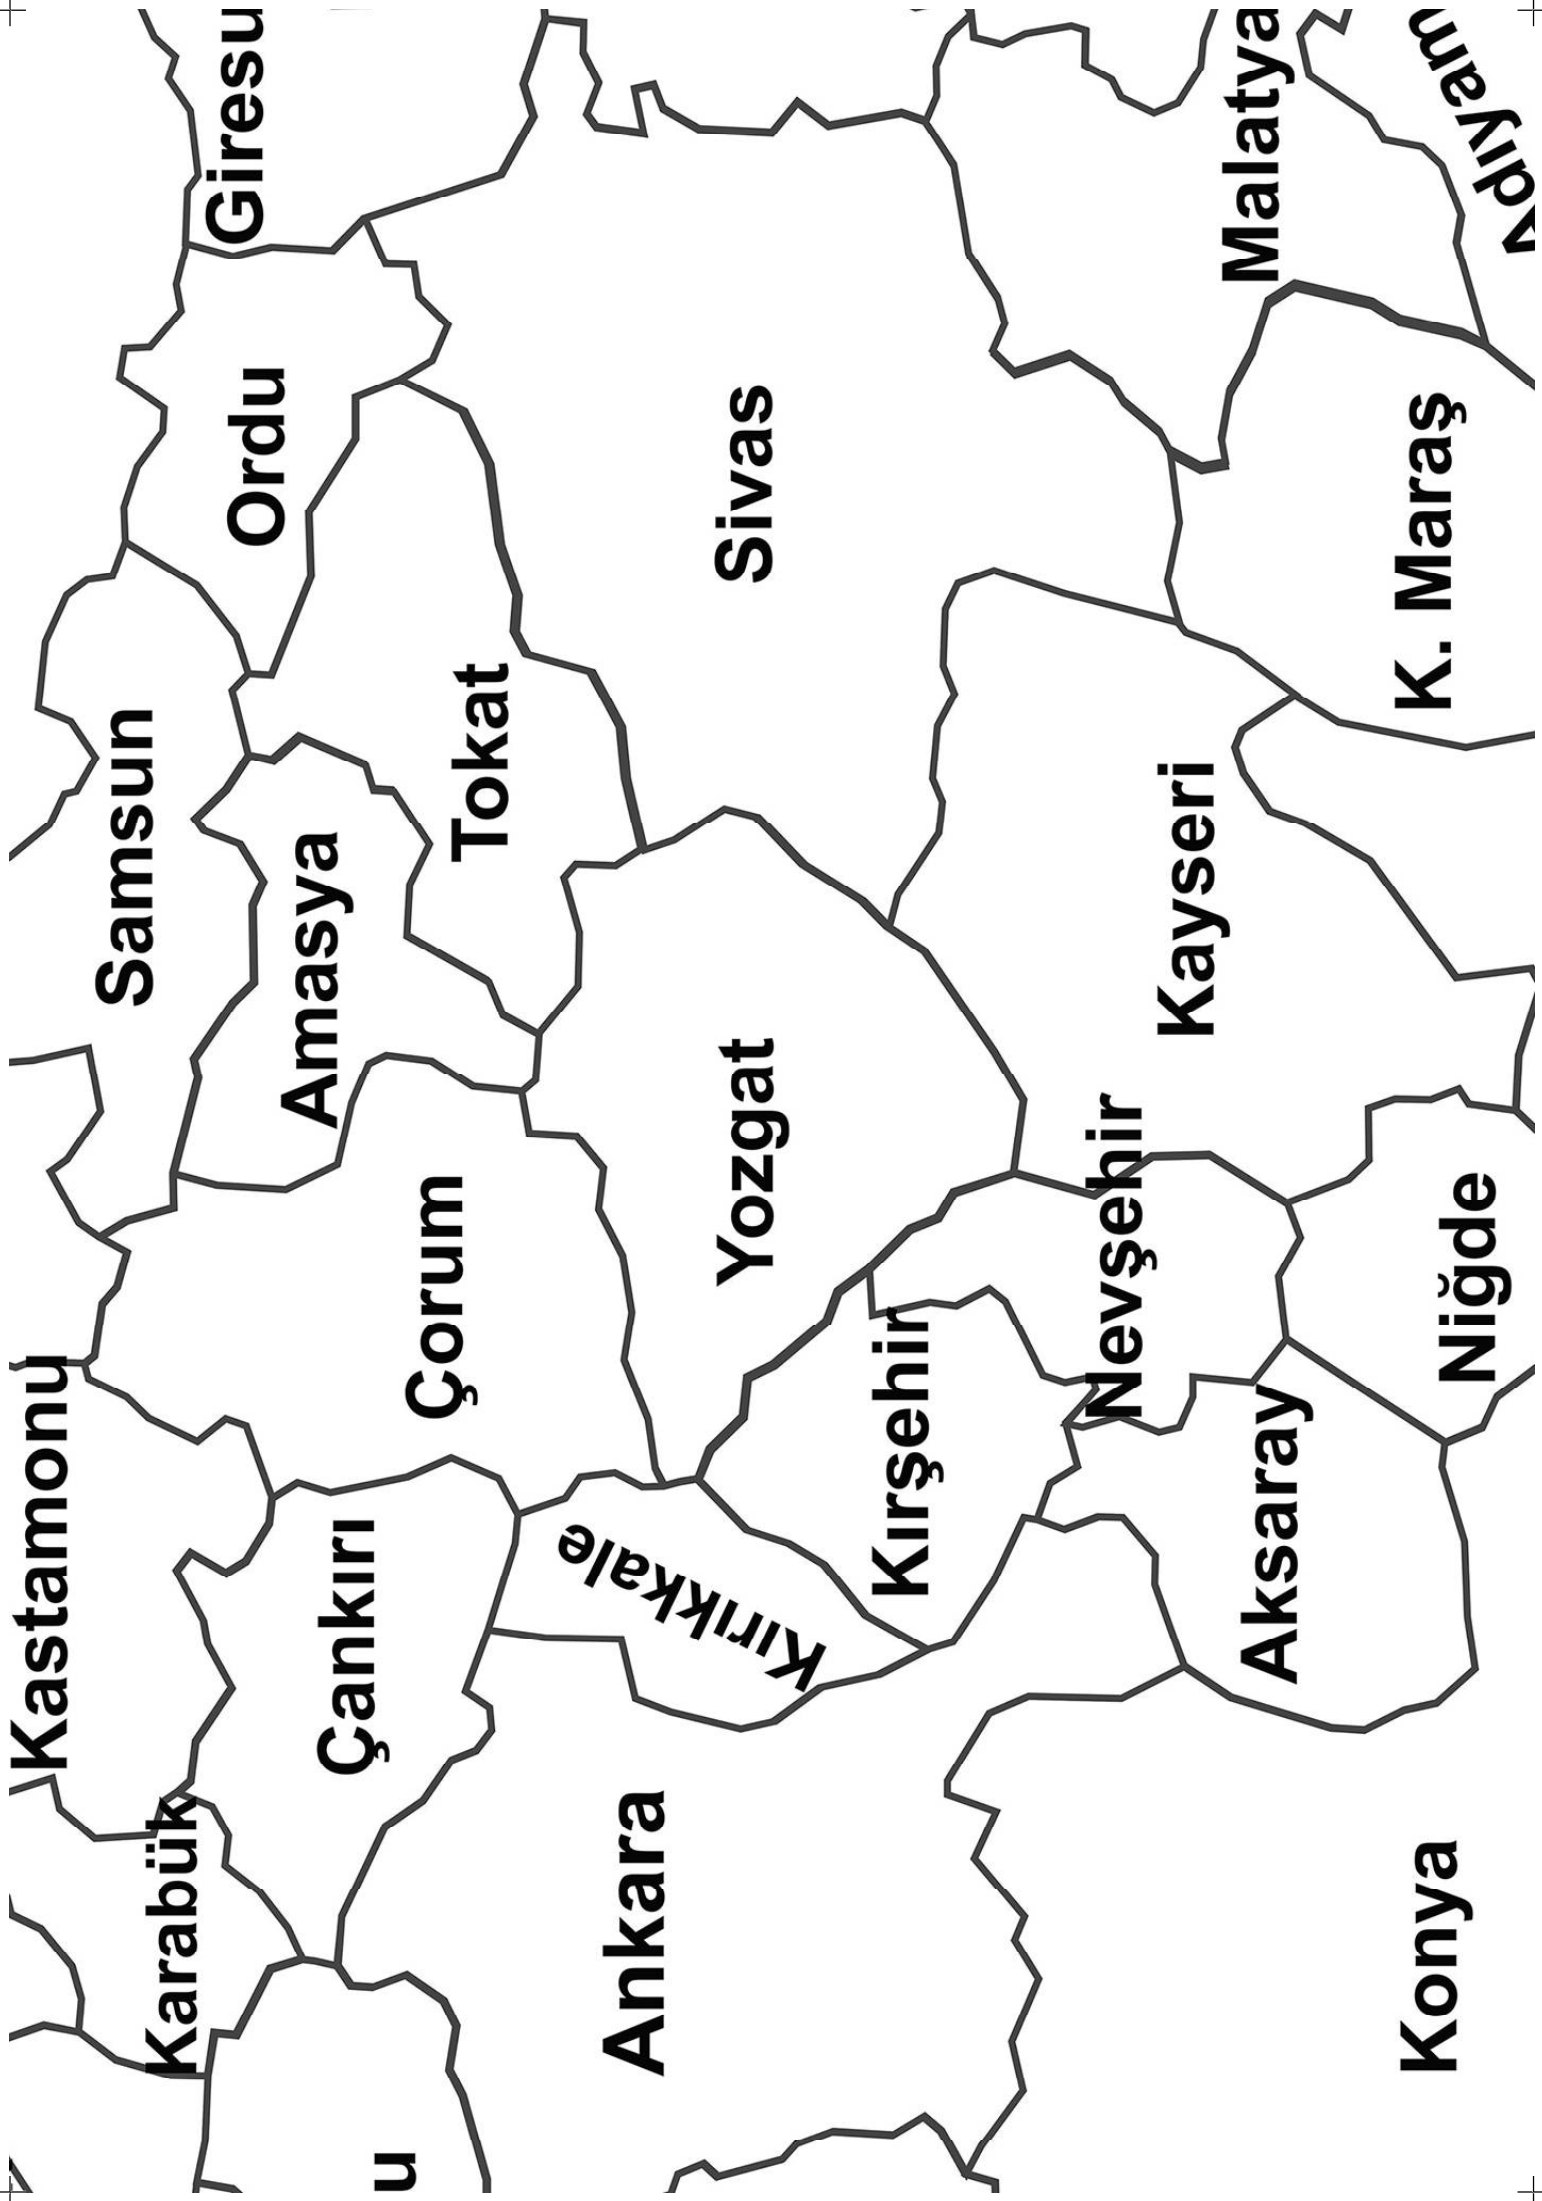 Kastamonu
Samsun
Karabük
Ordu
Giresu
Çankırı
Amasya
u
Çorum
Tokat
Kırıkkale
Ankara
Yozgat
Sivas
Kırşehir
Nevşehir
Kayseri
Malatya
Aksaray
Konya
Niğde
K. Maraş
Adıyam